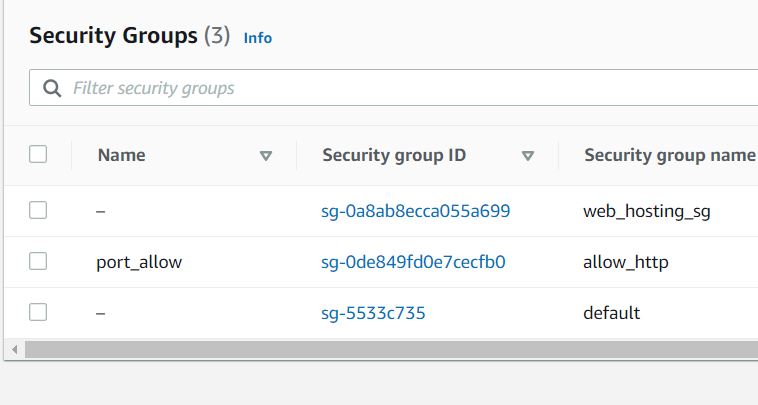 Security Groups (3) Info
Filter security groups
Name Security group ID Security group name
– sg-0a8ab8ecca055a699 web_hosting_sg
port_allow sg-0de849fd0e7cecfb0 allow_http
– sg-5533c735 default